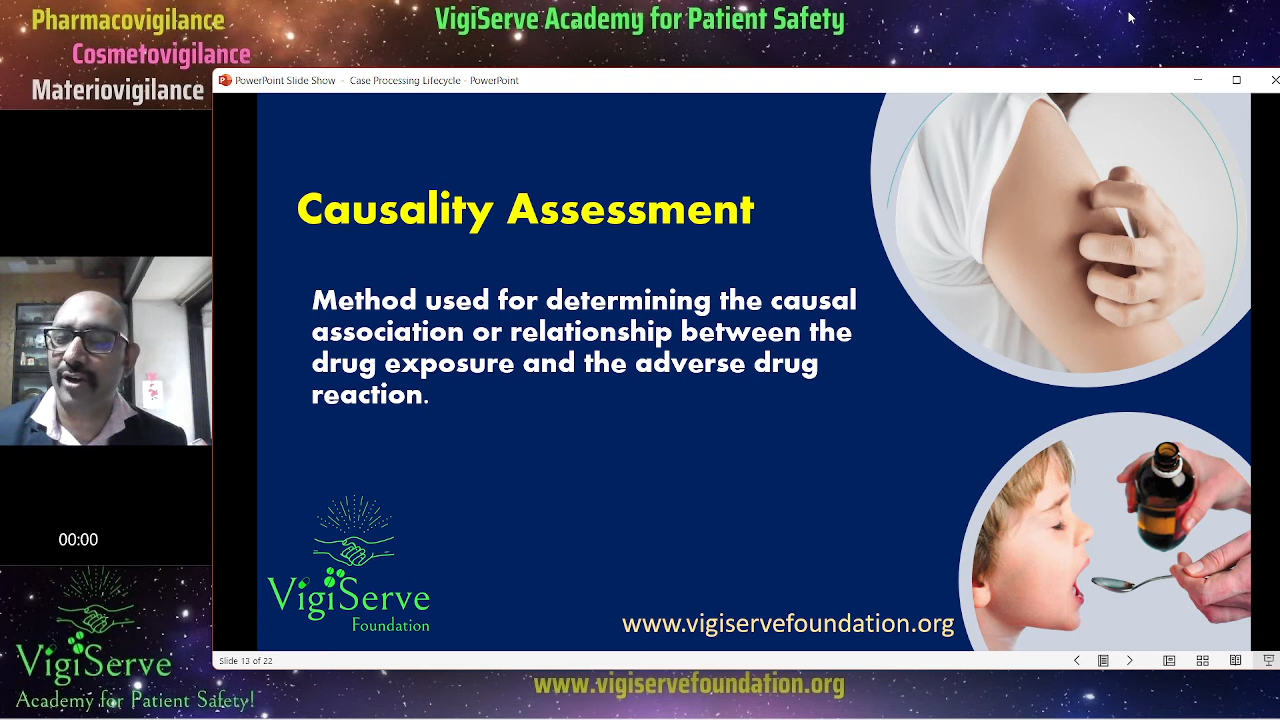 Pharmacovigilance
Cosmetovigilance
Materiovigilance
VigiServe Academy for Patient Safety
PowerPoint Slide Show - Case Processing Lifecycle - PowerPoint
Causality Assessment
Method used for determining the causal
association or relationship between the
drug exposure and the adverse drug
reaction.
VigiServe
Foundation
www.vigiservefoundation.org
00:00
Slide 13 of 22
VigiServe
Academy for Patient Safety!
www.vigiservefoundation.org